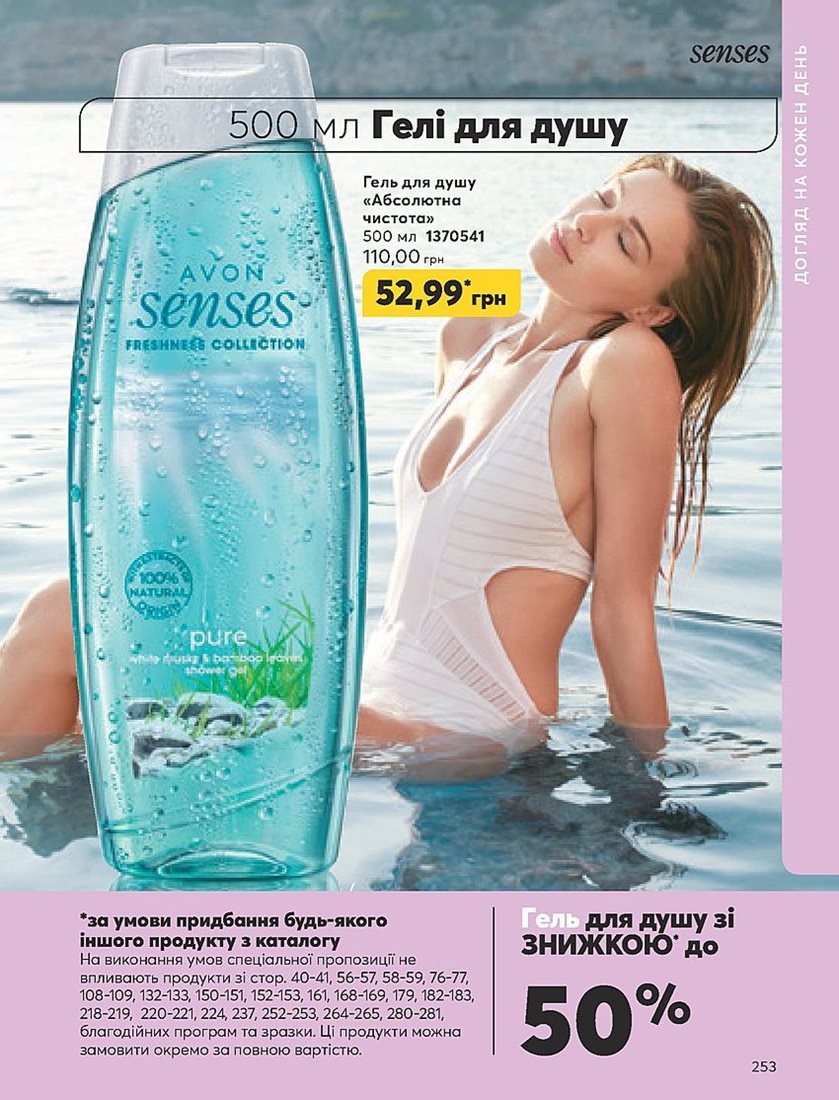 senses
ДОГЛЯД НА КОЖЕН ДЕНЬ
500 мл Гелі для душу
Гель для душу
«Абсолютна
чистота»
500 мл 1370541
110,00 грн
52,99* грн
AVON
senses
FRESHNESS COLLECTION
100%
NATURAL
ORIGIN
pure
white musks & bamboo leaves
shower gel
*за умови придбання будь-якого
іншого продукту з каталогу
На виконання умов спеціальної пропозиції не
впливають продукти зі стор. 40-41, 56-57, 58-59, 76-77,
108-109, 132-133, 150-151, 152-153, 161, 168-169, 179, 182-183,
218-219, 220-221, 224, 237, 252-253, 264-265, 280-281,
благодійних програм та зразки. Ці продукти можна
замовити окремо за повною вартістю.
Гель для душу зі
ЗНИЖКОЮ* до
50%
253